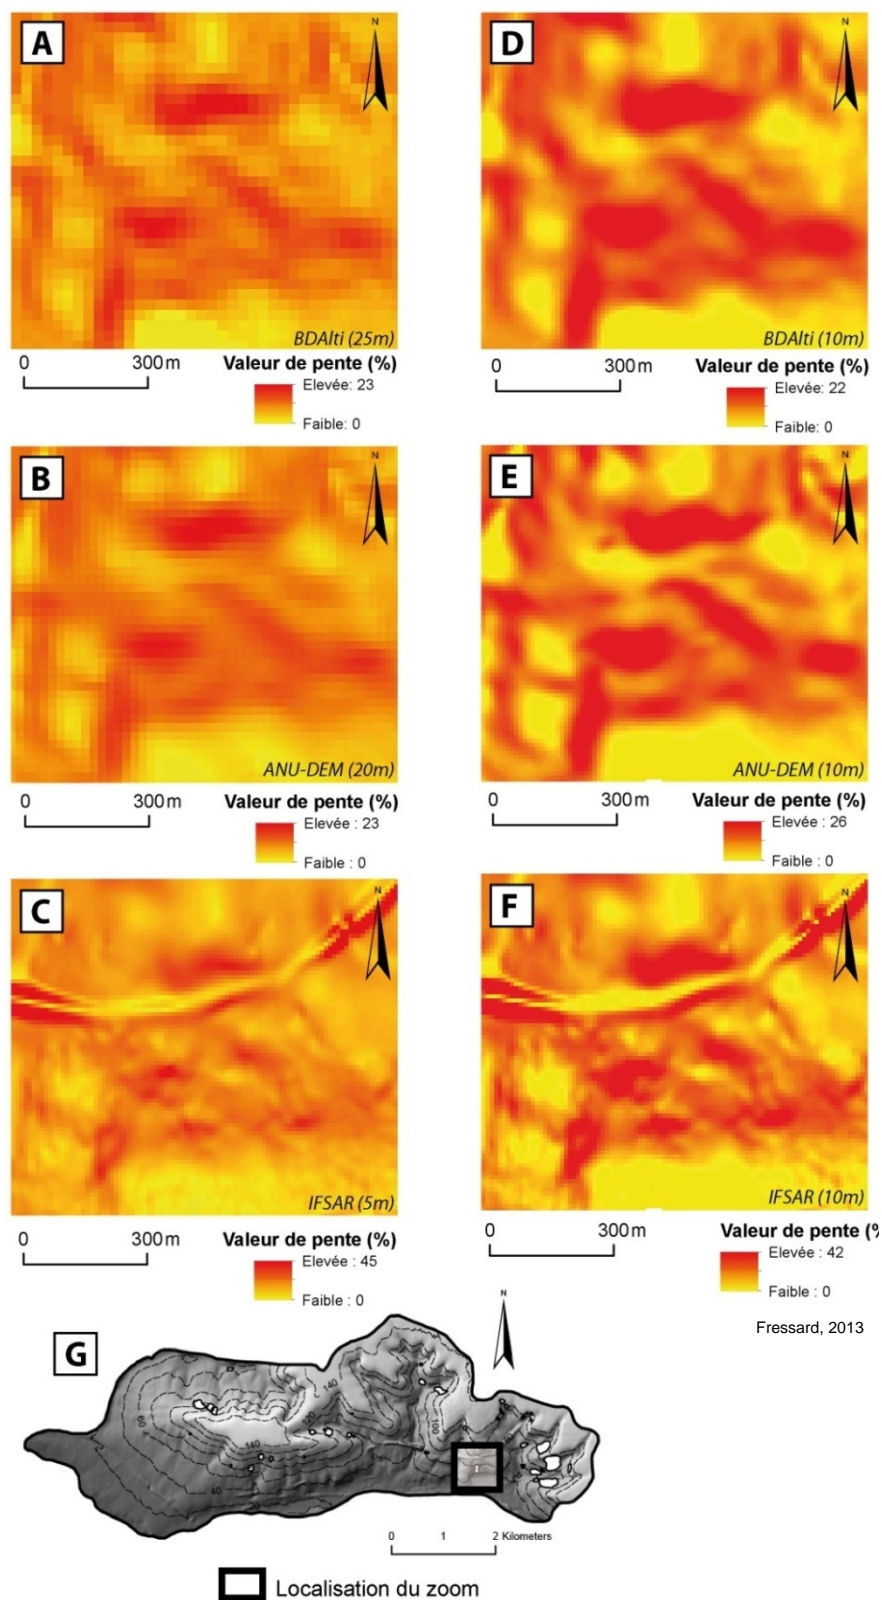 A
N
BDAlti (25m)
0 300m
Valeur de pente (%)
Elevée: 23
Faible: 0
D
N
BDAlti (10m)
0 300m
Valeur de pente (%)
Elevée: 22
Faible: 0
B
N
ANU-DEM (20m)
0 300m
Valeur de pente (%)
Elevée : 23
Faible : 0
E
N
ANU-DEM (10m)
0 300m
Valeur de pente (%)
Elevée : 26
Faible : 0
C
N
IFSAR (5m)
0 300m
Valeur de pente (%)
Elevée : 45
Faible : 0
F
N
IFSAR (10m)
0 300m
Valeur de pente (%
Elevée : 42
Faible : 0
Fressard, 2013
G
N
140
120
100
60
140
40
0 1 2 Kilometers
Localisation du zoom